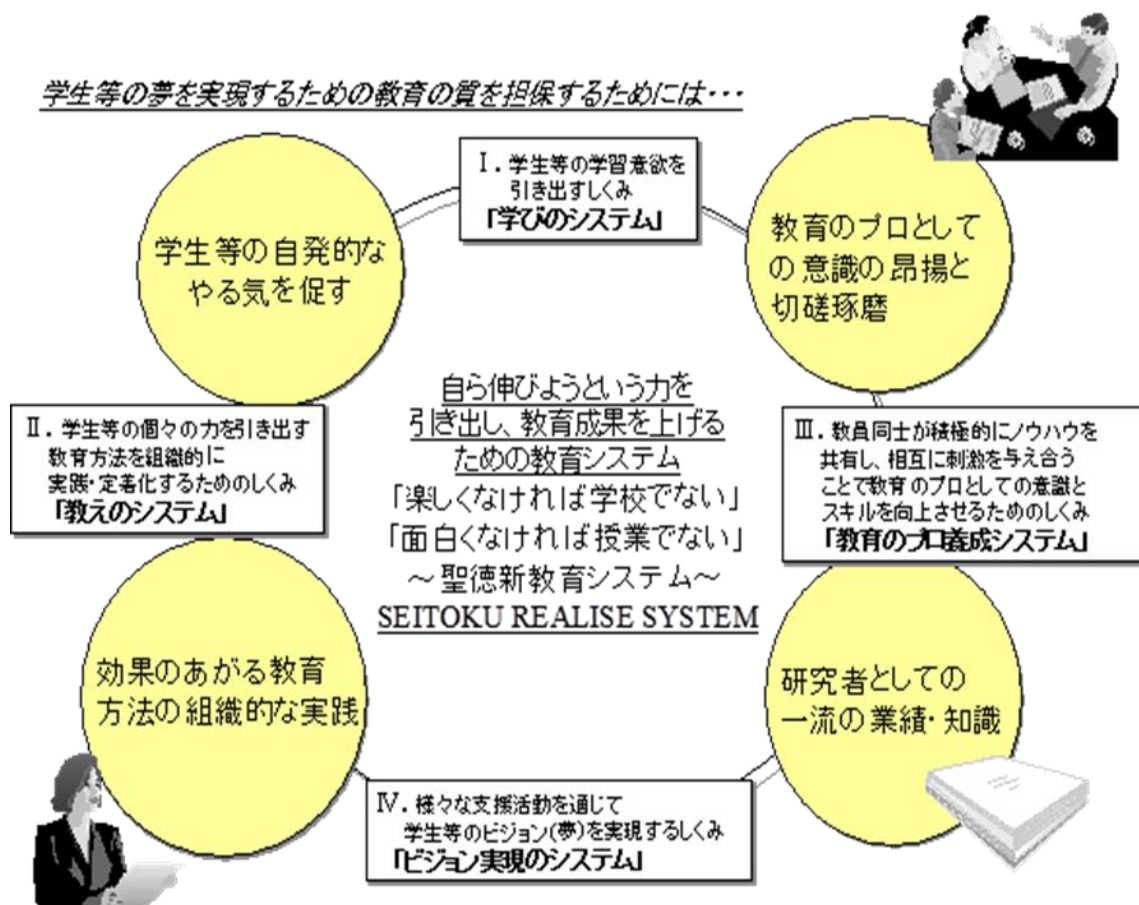 学生等の夢を実現するための教育の質を担保するためには・・・
Ⅰ．学生等の学習意欲を
引き出すしくみ
「学びのシステム」
学生等の自発的な
やる気を促す
教育のプロとして
の意識の昂揚と
切磋琢磨
自ら伸びようという力を
引き出し、教育成果を上げる
ための教育システム
「楽しくなければ学校でない」
「面白くなければ授業でない」
～聖徳新教育システム～
SEITOKU REALISE SYSTEM
Ⅱ．学生等の個々の力を引き出す
教育方法を組織的に
実践・定着化するためのしくみ
「教えのシステム」
Ⅲ．教員同士が積極的にノウハウを
共有し、相互に刺激を与え合う
ことで教育のプロとしての意識と
スキルを向上させるためのしくみ
「教育のプロ養成システム」
効果のあがる教育
方法の組織的な実践
研究者としての
一流の業績・知識
Ⅳ．様々な支援活動を通じて
学生等のビジョン(夢)を実現するしくみ
「ビジョン実現のシステム」